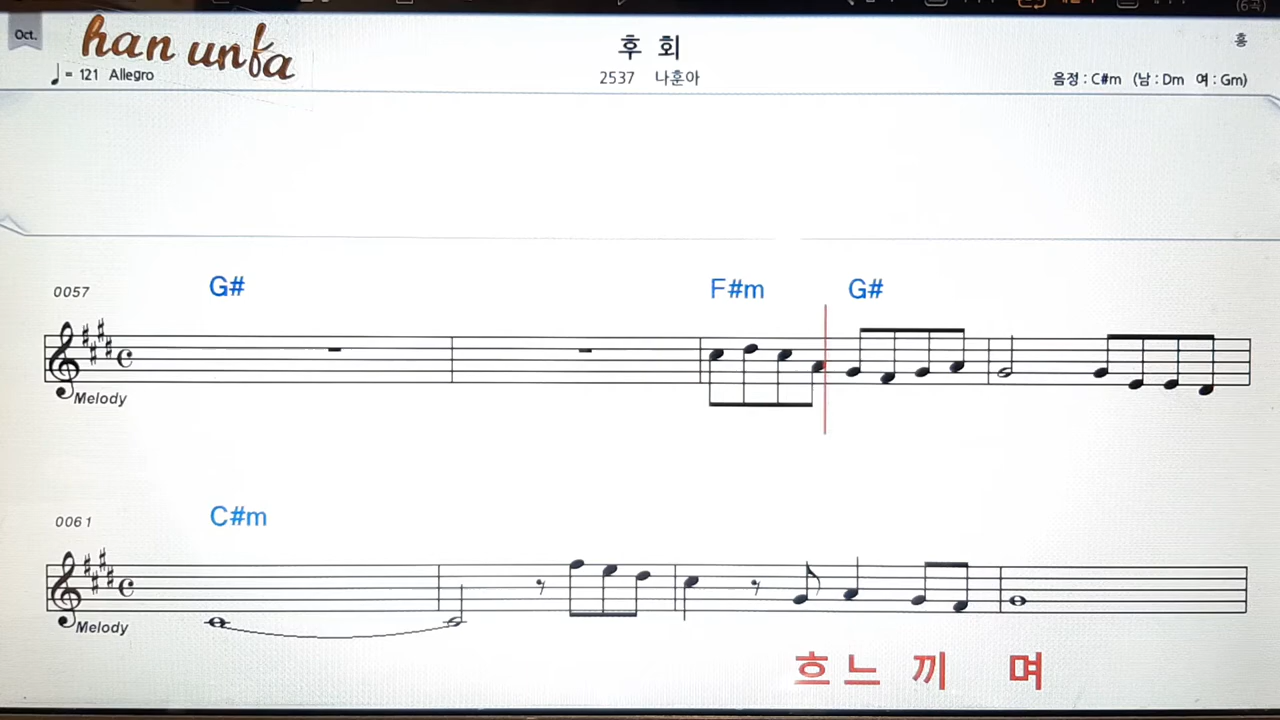 Oct.
han unfa
후 회
흥
= 121 Allegro
2537 나훈아
음정 : C#m (남 : Dm 여 : Gm)
G# F#m G#
0057
Melody
C#m
0061
Melody
흐 느 끼 며